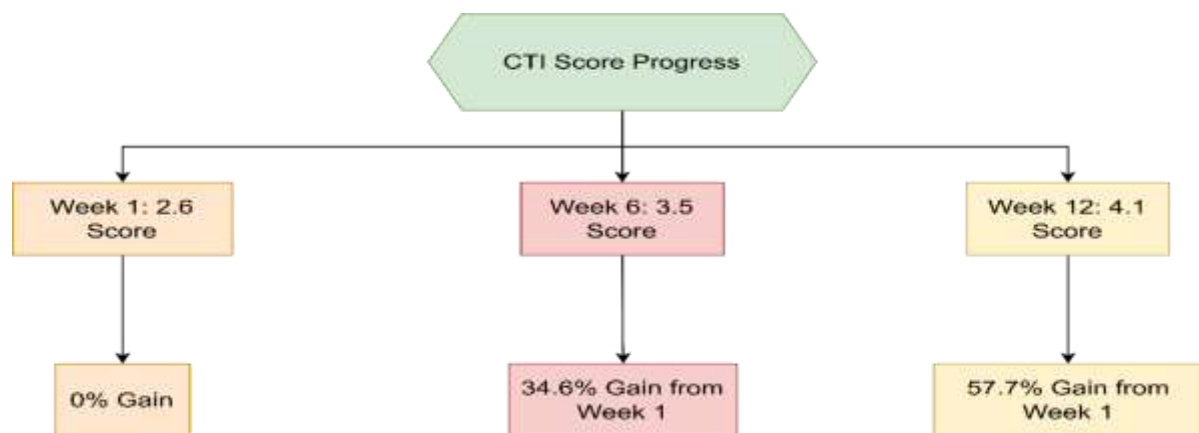 CTI Score Progress
Week 1: 2.6
Score
Week 6: 3.5
Score
Week 12: 4.1
Score
0% Gain
34.6% Gain from
Week 1
57.7% Gain from
Week 1